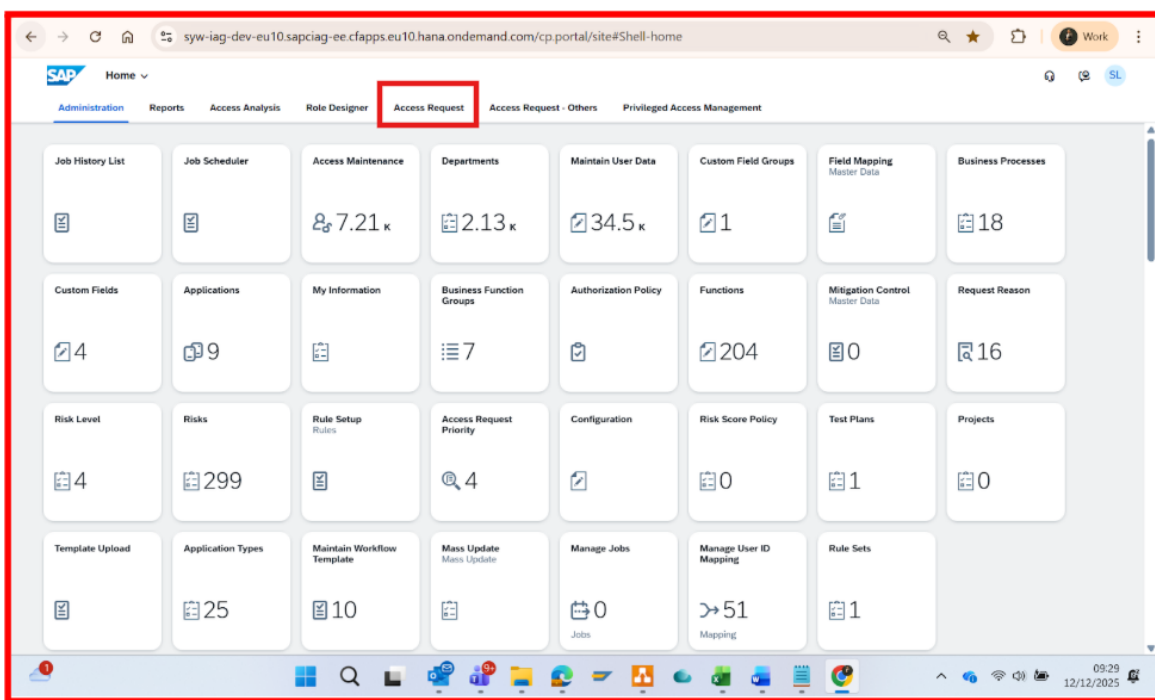 syw-iag-dev-eu10.sapciag-ee.cfapps.eu10.hana.ondemand.com/cp.portal/site#Shell-home
Work
SAP Home
SL
Administration Reports Access Analysis Role Designer Access Request Access Request - Others Privileged Access Management
Job History List
Job Scheduler
Access Maintenance
7.21 K
Departments
2.13 K
Maintain User Data
34.5 K
Custom Field Groups
1
Field Mapping
Master Data
Business Processes
18
Custom Fields
4
Applications
9
My Information
Business Function
Groups
7
Authorization Policy
Functions
204
Mitigation Control
Master Data
0
Request Reason
16
Risk Level
4
Risks
299
Rule Setup
Rules
Access Request
Priority
4
Configuration
Risk Score Policy
0
Test Plans
1
Projects
0
Template Upload
Application Types
25
Maintain Workflow
Template
10
Mass Update
Mass Update
Manage Jobs
0
Jobs
Manage User ID
Mapping
51
Mapping
Rule Sets
1
1
9+
09:29
12/12/2025